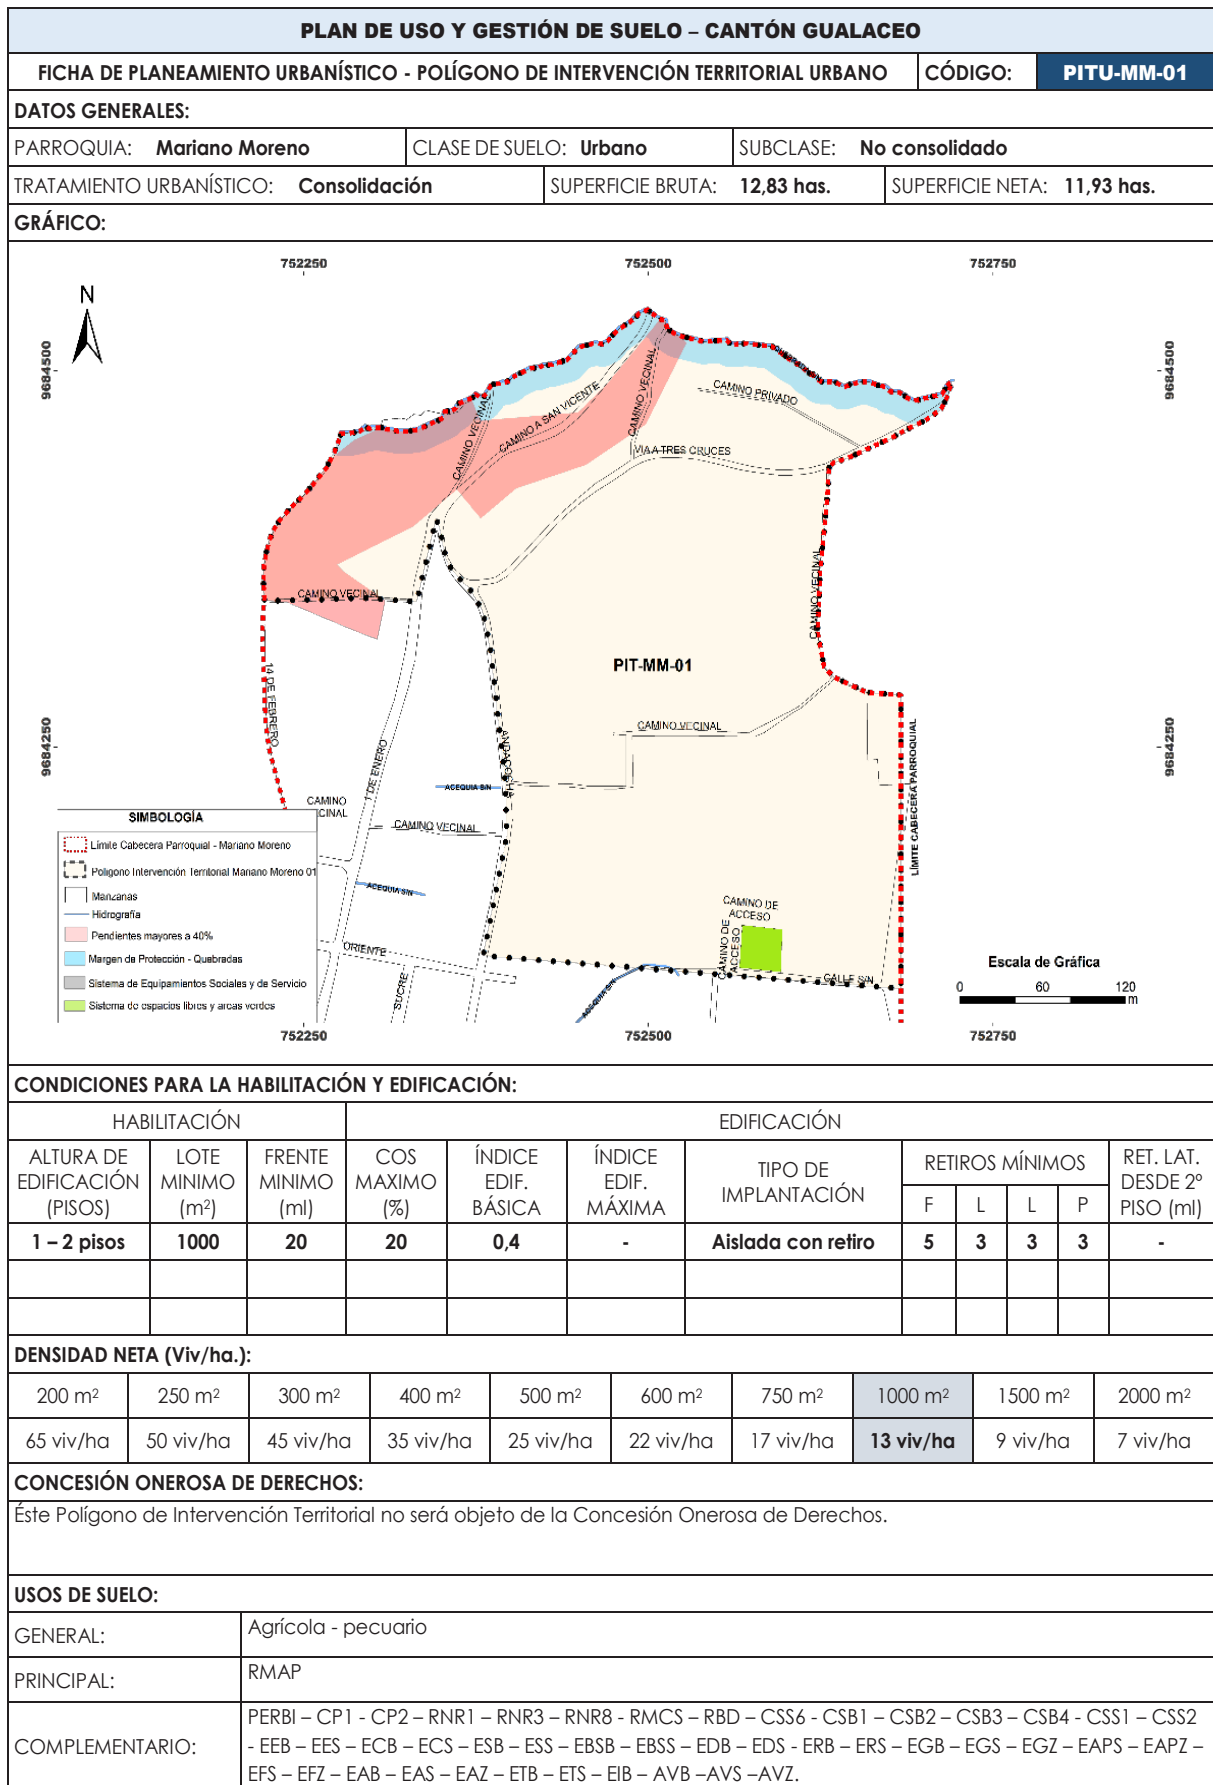 PLAN DE USO Y GESTIÓN DE SUELO – CANTÓN GUALACEO
FICHA DE PLANEAMIENTO URBANÍSTICO - POLÍGONO DE INTERVENCIÓN TERRITORIAL URBANO CÓDIGO: PITU-MM-01
DATOS GENERALES:
PARROQUIA: Mariano Moreno CLASE DE SUELO: Urbano SUBCLASE: No consolidado
TRATAMIENTO URBANÍSTICO: Consolidación SUPERFICIE BRUTA: 12,83 has. SUPERFICIE NETA: 11,93 has.
GRÁFICO:
752250 752500 752750
N
9684500
9684500
QUEBRADA S/N
CAMINO VECINAL
CAMINO A SAN VICENTE
CAMINO VECINAL
CAMINO PRIVADO
VIA A TRES CRUCES
CAMINO VECINAL
CAMINO VECINAL
PIT-MM-01
14 DE FEBRERO
1 DE ENERO
CAMINO VECINAL
9684250
9684250
ACEQUIA S/N
CAMINO VECINAL
LÍMITE CABECERA PARROQUIAL
ACEQUIA S/N
ORIENTE
SUCRE
CAMINO DE
ACCESO
CAMINO DE
ACCESO
CALLE S/N
ACEQUIA S/N
CAMINO
SIMBOLOGÍA
Límite Cabecera Parroquial - Mariano Moreno
Poligono Intervención Territorial Mariano Moreno 01
Manzanas
Hidrografía
Pendientes mayores a 40%
Margen de Protección - Quebradas
Sistema de Equipamientos Sociales y de Servicio
Sistema de espacios libres y areas verdes
Escala de Gráfica
0 60 120
m
752250 752500 752750
CONDICIONES PARA LA HABILITACIÓN Y EDIFICACIÓN:
HABILITACIÓN EDIFICACIÓN
ALTURA DE EDIFICACIÓN (PISOS) LOTE MINIMO (m²) FRENTE MINIMO (ml) COS MAXIMO (%) ÍNDICE EDIF. BÁSICA ÍNDICE EDIF. MÁXIMA TIPO DE IMPLANTACIÓN RETIROS MÍNIMOS RET. LAT. DESDE 2º PISO (ml)
F L L P
1 – 2 pisos 1000 20 20 0,4 - Aislada con retiro 5 3 3 3 -
DENSIDAD NETA (Viv/ha.):
200 m² 250 m² 300 m² 400 m² 500 m² 600 m² 750 m² 1000 m² 1500 m² 2000 m²
65 viv/ha 50 viv/ha 45 viv/ha 35 viv/ha 25 viv/ha 22 viv/ha 17 viv/ha 13 viv/ha 9 viv/ha 7 viv/ha
CONCESIÓN ONEROSA DE DERECHOS:
Éste Polígono de Intervención Territorial no será objeto de la Concesión Onerosa de Derechos.
USOS DE SUELO:
GENERAL: Agrícola - pecuario
PRINCIPAL: RMAP
COMPLEMENTARIO: PERBI – CP1 - CP2 – RNR1 – RNR3 – RNR8 - RMCS – RBD – CSS6 - CSB1 – CSB2 – CSB3 – CSB4 - CSS1 – CSS2
- EEB – EES – ECB – ECS – ESB – ESS – EBSB – EBSS – EDB – EDS - ERB – ERS – EGB – EGS – EGZ – EAPS – EAPZ –
EFS – EFZ – EAB – EAS – EAZ – ETB – ETS – EIB – AVB –AVS –AVZ.